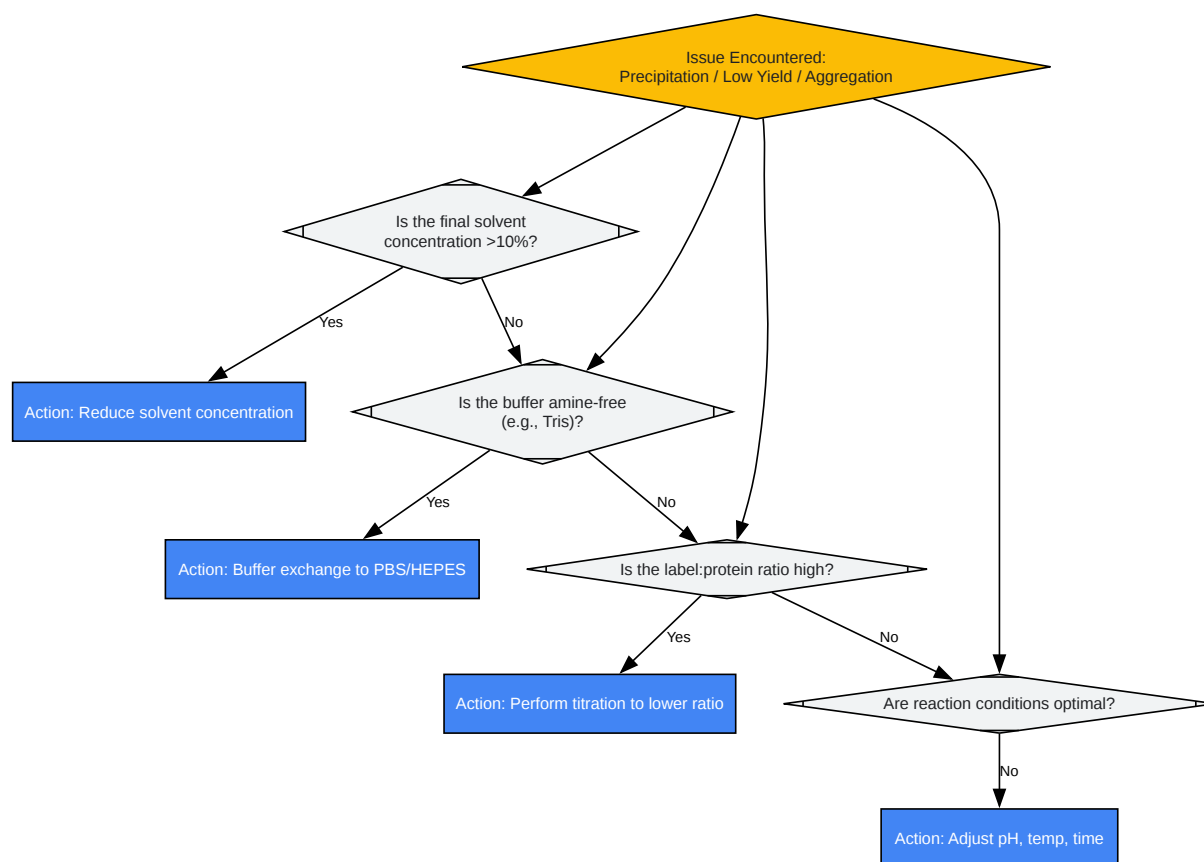 Issue Encountered:
Precipitation / Low Yield / Aggregation
Is the final solvent
concentration >10%?
Yes
No
Action: Reduce solvent concentration
Is the buffer amine-free
(e.g., Tris)?
Yes
No
Action: Buffer exchange to PBS/HEPES
Is the label:protein ratio high?
Yes
No
Action: Perform titration to lower ratio
Are reaction conditions optimal?
No
Action: Adjust pH, temp, time